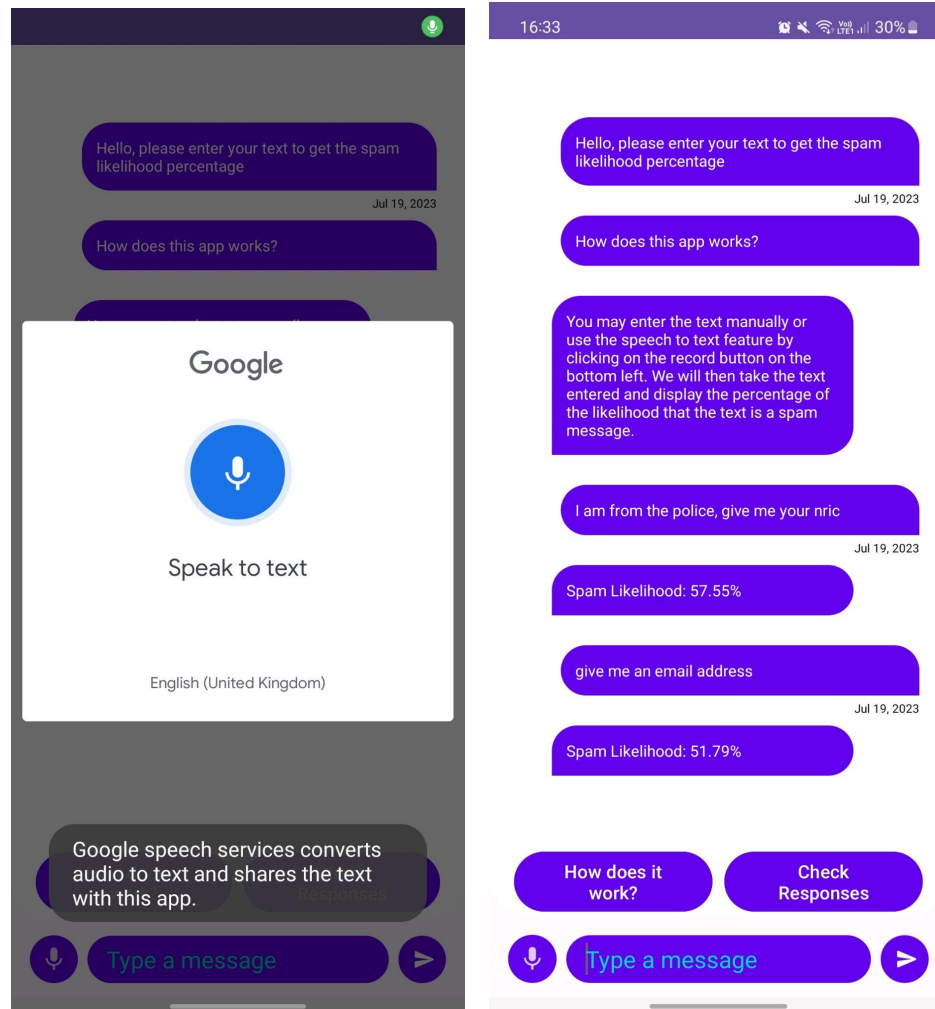 Hello, please enter your text to get the spam
likelihood percentage
Jul 19, 2023
How does this app works?
Google
Speak to text
English (United Kingdom)
Google speech services converts
audio to text and shares the text
with this app.
Responses
Type a message
16:33
Vo))
LTE1
30%
Hello, please enter your text to get the spam
likelihood percentage
Jul 19, 2023
How does this app works?
You may enter the text manually or
use the speech to text feature by
clicking on the record button on the
bottom left. We will then take the text
entered and display the percentage of
the likelihood that the text is a spam
message.
I am from the police, give me your nric
Jul 19, 2023
Spam Likelihood: 57.55%
give me an email address
Jul 19, 2023
Spam Likelihood: 51.79%
How does it
work?
Check
Responses
Type a message